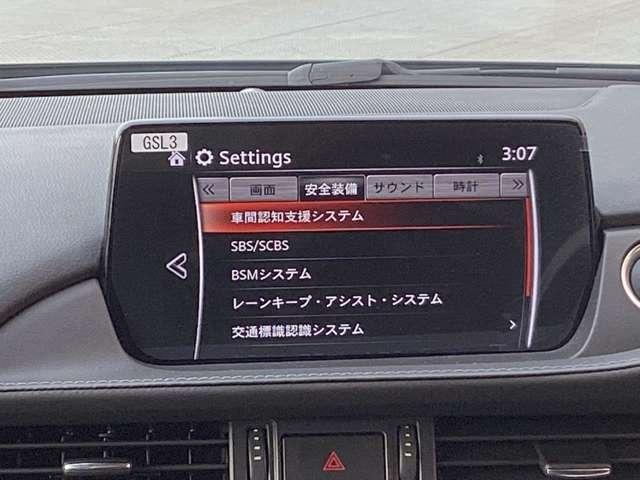 GSL3
Settings 3:07
« 画面 安全装備 サウンド 時計 »
車間認知支援システム
SBS/SCBS
BSMシステム
レーンキープ・アシスト・システム
交通標識認識システム